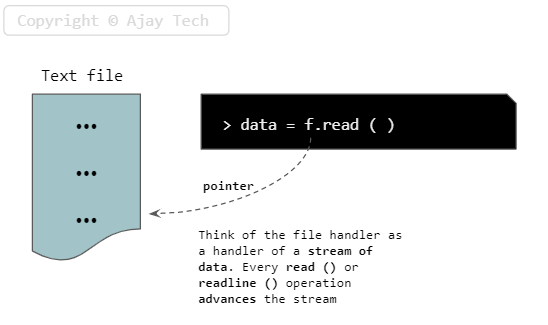 Copyright © Ajay Tech
Text file
...
...
...
> data = f.read ( )
pointer
Think of the file handler as
a handler of a stream of
data. Every read () or
readline () operation
advances the stream